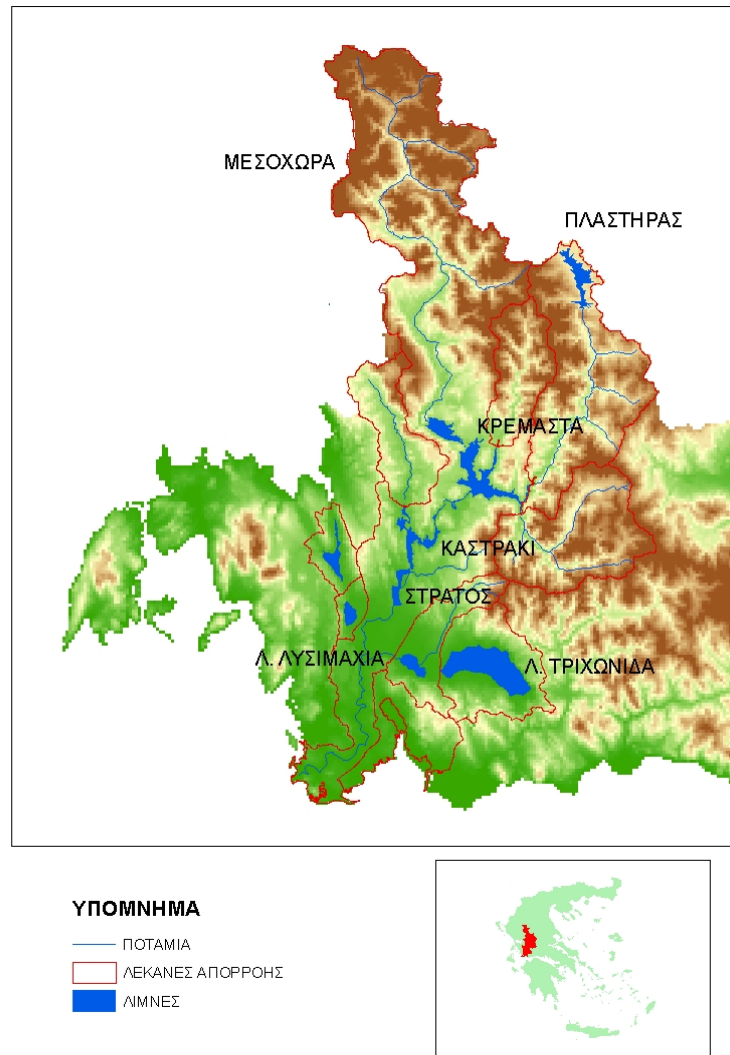 ΜΕΣΟΧΩΡΑ
ΠΛΑΣΤΗΡΑΣ
ΚΡΕΜΑΣΤΑ
ΚΑΣΤΡΑΚΙ
ΣΤΡΑΤΟΣ
Λ. ΛΥΣΙΜΑΧΙΑ
Λ. ΤΡΙΧΩΝΙΔΑ
ΥΠΟΜΝΗΜΑ
ΠΟΤΑΜΙΑ
ΛΕΚΑΝΕΣ ΑΠΟΡΡΟΗΣ
ΛΙΜΝΕΣ